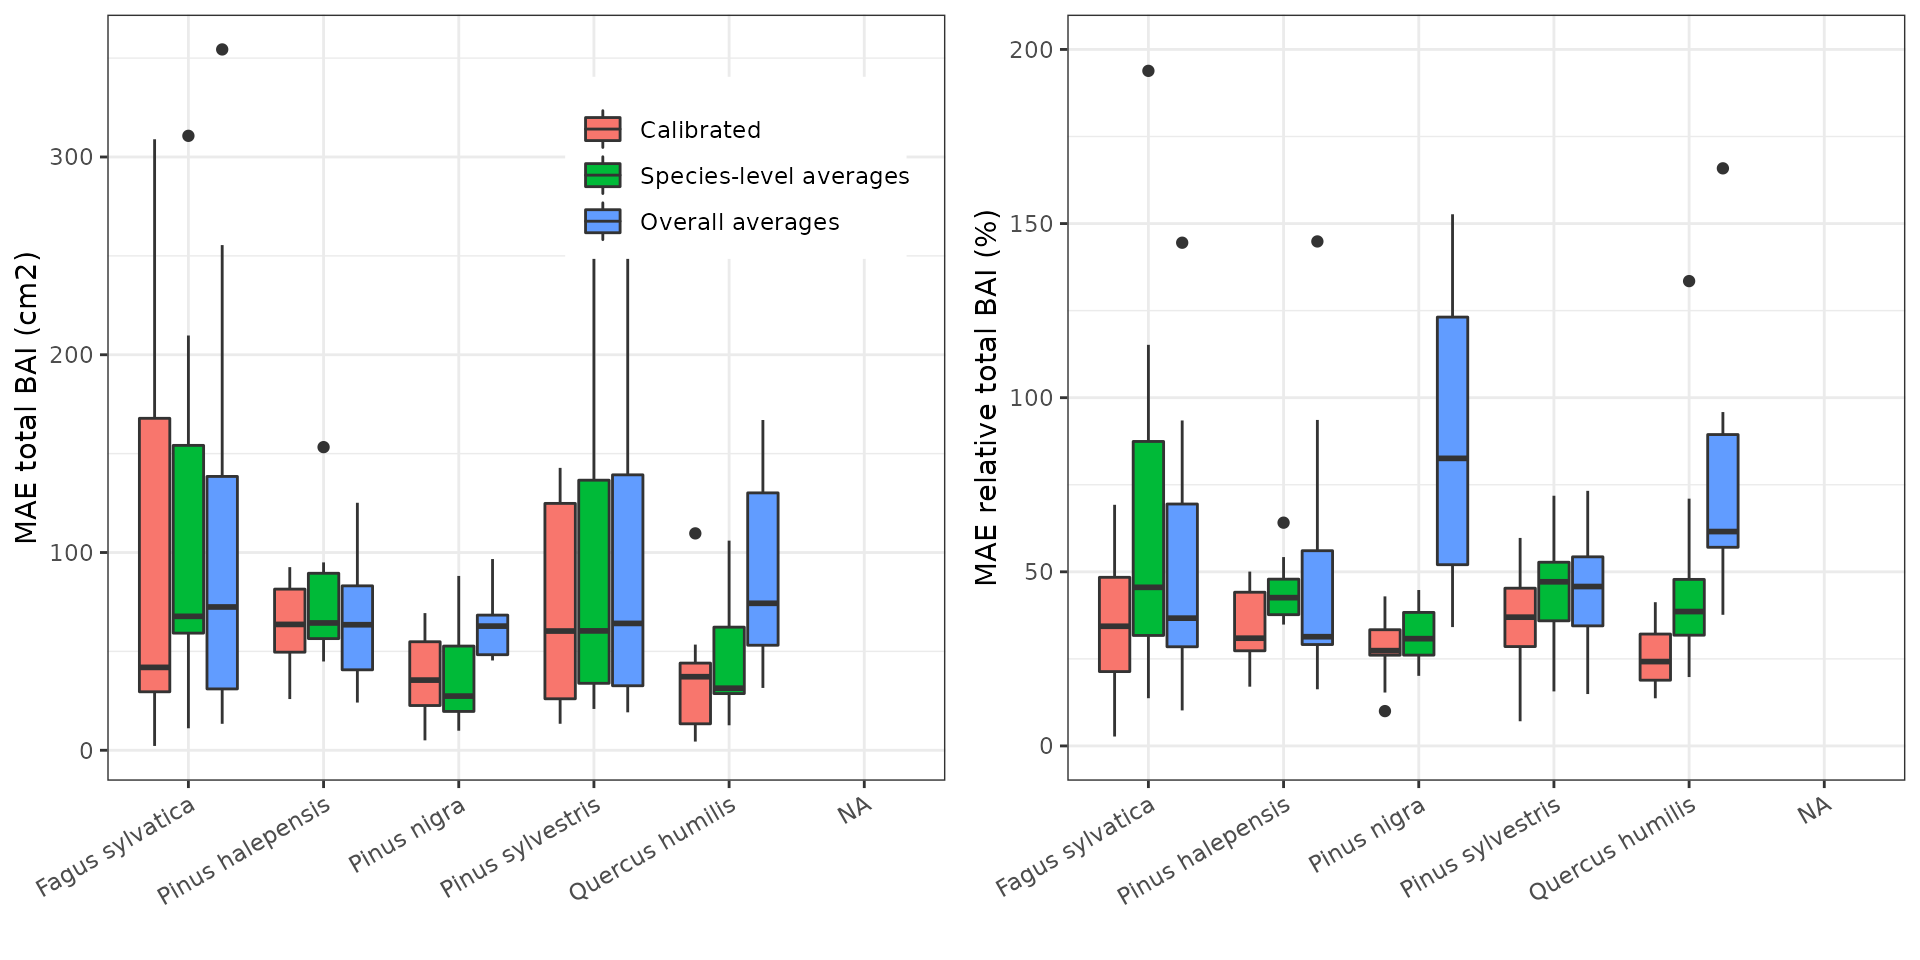 MAE total BAI (cm2)
300
200
100
0
Calibrated
Species-level averages
Overall averages
Fagus sylvatica
Pinus halepensis
Pinus nigra
Pinus sylvestris
Quercus humilis
NA
MAE relative total BAI (%)
200
150
100
50
0
Fagus sylvatica
Pinus halepensis
Pinus nigra
Pinus sylvestris
Quercus humilis
NA